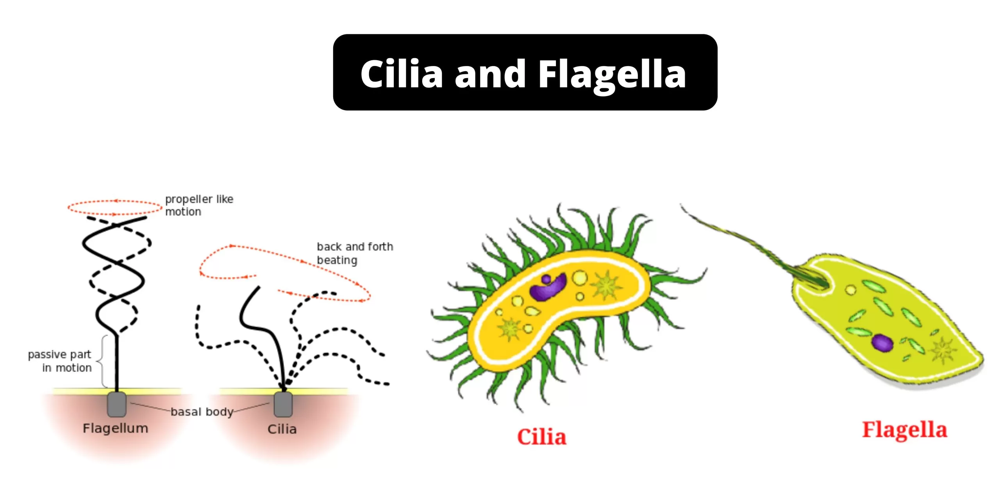 Cilia and Flagella
propeller like
motion
back and forth
beating
passive part
in motion
basal body
Flagellum
Cilia
Cilia
Flagella